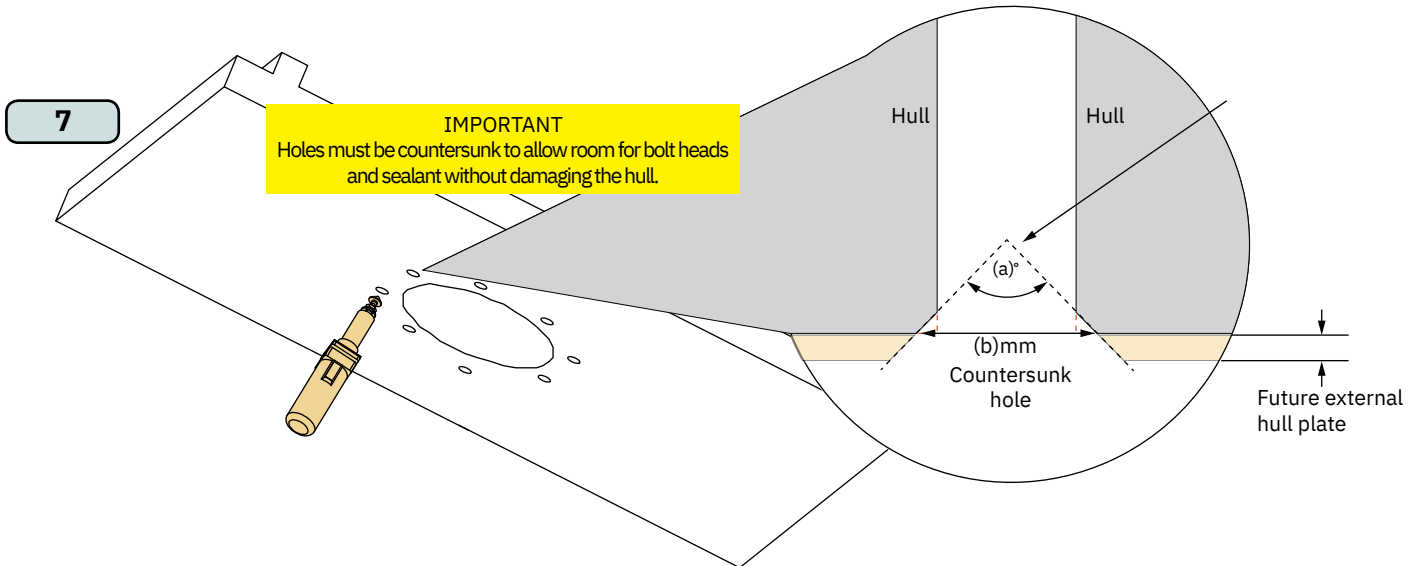 7
IMPORTANT
Holes must be countersunk to allow room for bolt heads
and sealant without damaging the hull.
Hull
Hull
(a)°
(b)mm
Countersunk
hole
Future external
hull plate